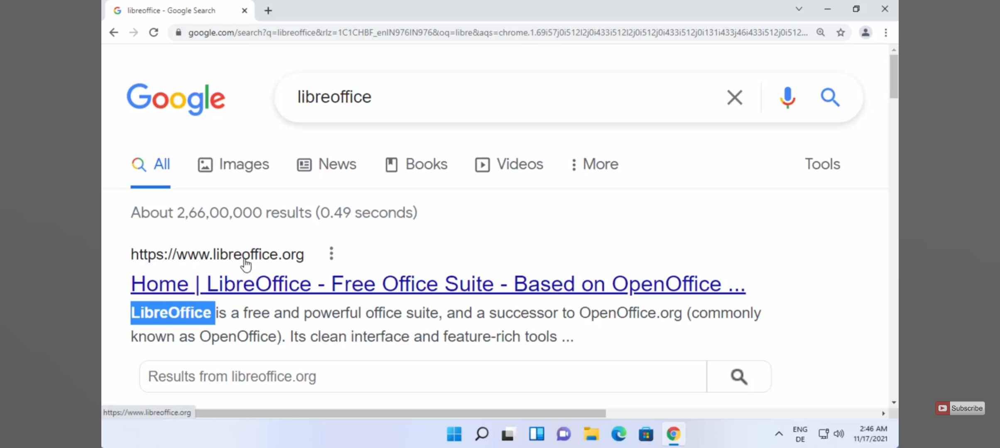 libreoffice - Google Search
google.com/search?q=libreoffice&rlz=1C1CHBF_enIN976IN976&oq=libre&aqs=chrome.1.69i57j0i512l2j0i433i512l2j0i512j0i433i512j0i131i433j46i433i512j0i512...
Google
libreoffice
All Images News Books Videos More Tools
About 2,66,00,000 results (0.49 seconds)
https://www.libreoffice.org
Home | LibreOffice - Free Office Suite - Based on OpenOffice ...
LibreOffice is a free and powerful office suite, and a successor to OpenOffice.org (commonly
known as OpenOffice). Its clean interface and feature-rich tools ...
Results from libreoffice.org
https://www.libreoffice.org
Subscribe
ENG 2:46 AM
DE 11/17/2021